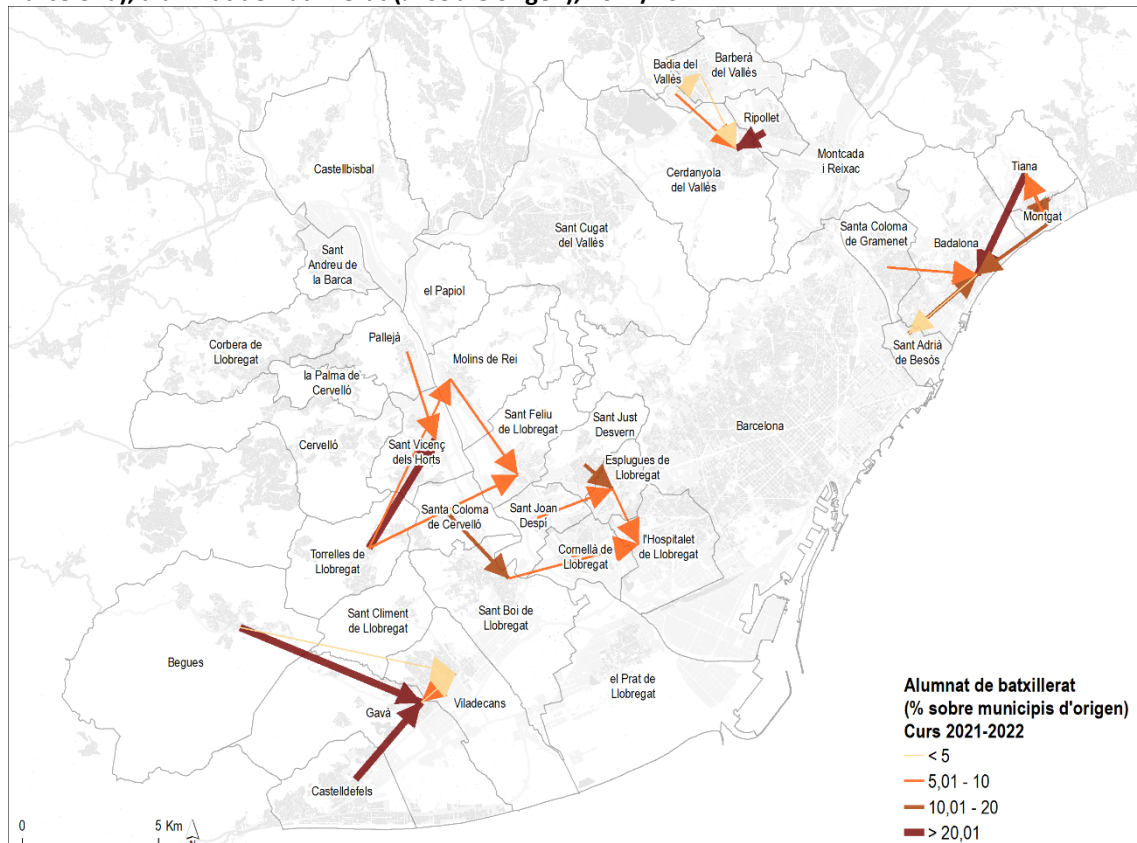 Badia del
Vallès
Barberà
del Vallès
Ripollet
Castellbisbal
Cerdanyola
del Vallès
Montcada
i Reixac
Tiana
Montgat
Sant Cugat
del Vallès
Santa Coloma
de Gramenet
Badalona
Sant
Andreu de
la Barca
el Papiol
Sant Adrià
de Besòs
Corbera de
Llobregat
Pallejà
la Palma de
Cervelló
Molins de Rei
Sant Feliu
de Llobregat
Sant Just
Desvern
Barcelona
Cervelló
Sant Vicenç
dels Horts
Esplugues de
Llobregat
Santa Coloma
de Cervelló
Sant Joan
Despí
Cornellà de
Llobregat
l'Hospitalet
de Llobregat
Torrelles de
Llobregat
Sant Climent
de Llobregat
Sant Boi de
Llobregat
Begues
el Prat de
Llobregat
Gavà
Viladecans
Castelldefels
Alumnat de batxillerat
(% sobre municipis d'origen)
Curs 2021-2022
< 5
5,01 - 10
10,01 - 20
> 20,01
0 5 Km
N